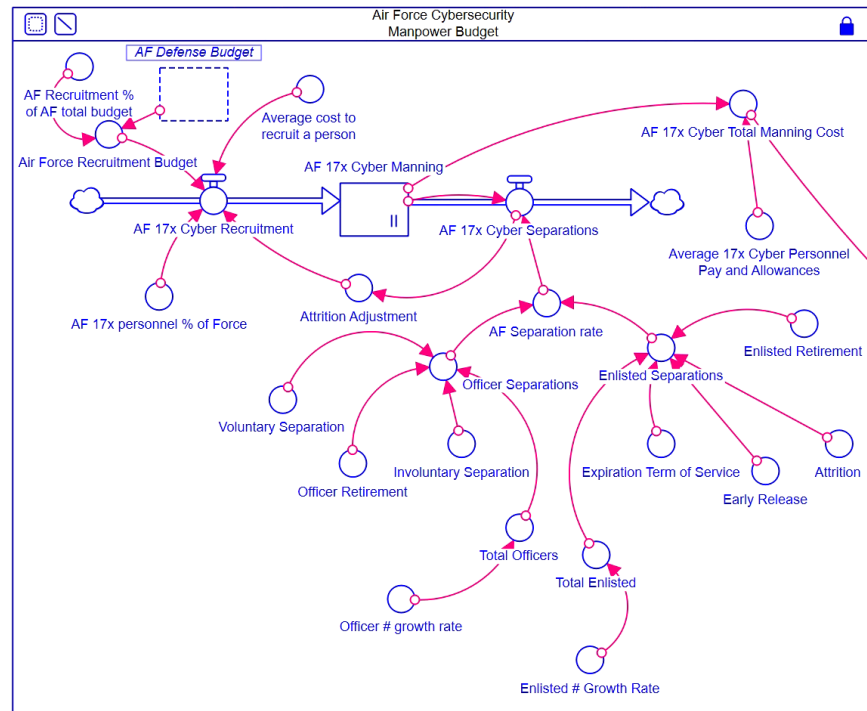 Air Force Cybersecurity
Manpower Budget
AF Defense Budget
AF Recruitment %
of AF total budget
Average cost to
recruit a person
Air Force Recruitment Budget
AF 17x Cyber Manning
AF 17x Cyber Total Manning Cost
AF 17x Cyber Recruitment
AF 17x Cyber Separations
Average 17x Cyber Personnel
Pay and Allowances
AF 17x personnel % of Force
Attrition Adjustment
AF Separation rate
Enlisted Retirement
Officer Separations
Enlisted Separations
Voluntary Separation
Officer Retirement
Involuntary Separation
Expiration Term of Service
Attrition
Early Release
Total Officers
Total Enlisted
Officer # growth rate
Enlisted # Growth Rate